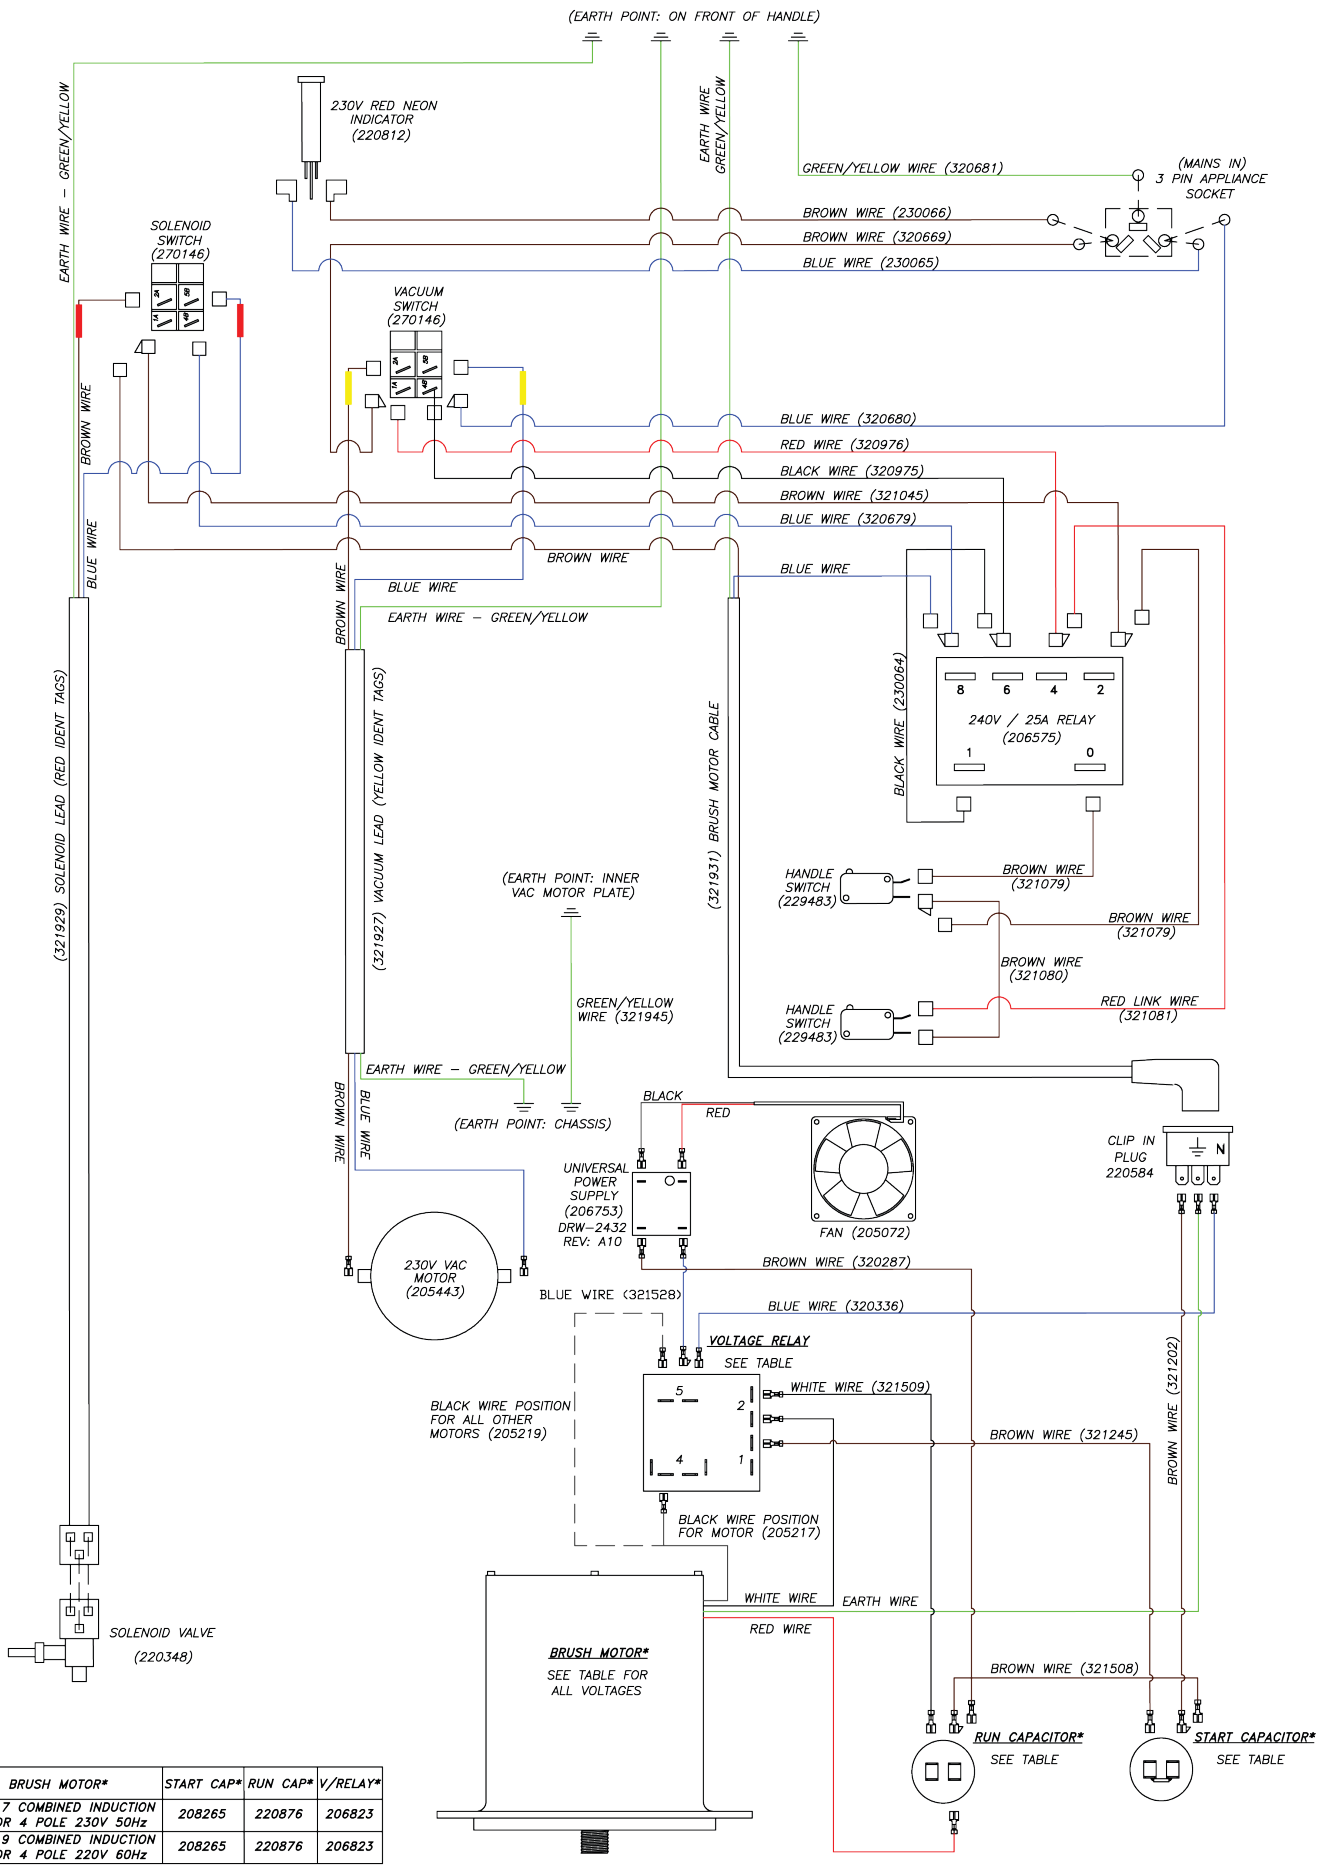 (EARTH POINT: ON FRONT OF HANDLE)
EARTH WIRE - GREEN/YELLOW
230V RED NEON
INDICATOR
(220812)
EARTH WIRE
GREEN/YELLOW
GREEN/YELLOW WIRE (320681)
(MAINS IN)
3 PIN APPLIANCE
SOCKET
BROWN WIRE (230066)
BROWN WIRE (320669)
BLUE WIRE (230065)
SOLENOID
SWITCH
(270146)
2A
5B
1A
4B
VACUUM
SWITCH
(270146)
2A
5B
1A
4B
BROWN WIRE
BLUE WIRE (320680)
RED WIRE (320976)
BLACK WIRE (320975)
BROWN WIRE (321045)
BLUE WIRE (320679)
BLUE WIRE
BROWN WIRE
BROWN WIRE
BLUE WIRE
BLUE WIRE
EARTH WIRE - GREEN/YELLOW
(321929) SOLENOID LEAD (RED IDENT TAGS)
(321927) VACUUM LEAD (YELLOW IDENT TAGS)
(321931) BRUSH MOTOR CABLE
BLACK WIRE (230064)
8
6
4
2
240V / 25A RELAY
(206575)
1
0
HANDLE
SWITCH
(229483)
BROWN WIRE
(321079)
BROWN WIRE
(321079)
BROWN WIRE
(321080)
HANDLE
SWITCH
(229483)
RED LINK WIRE
(321081)
(EARTH POINT: INNER
VAC MOTOR PLATE)
GREEN/YELLOW
WIRE (321945)
EARTH WIRE - GREEN/YELLOW
(EARTH POINT: CHASSIS)
BROWN WIRE
BLUE WIRE
BLACK
RED
UNIVERSAL
POWER
SUPPLY
(206753)
DRW-2432
REV: A10
FAN (205072)
CLIP IN
PLUG
220584
N
230V VAC
MOTOR
(205443)
BROWN WIRE (320287)
BLUE WIRE (321528)
BLUE WIRE (320336)
VOLTAGE RELAY
SEE TABLE
5
2
4
1
WHITE WIRE (321509)
BLACK WIRE POSITION
FOR ALL OTHER
MOTORS (205219)
BROWN WIRE (321245)
BROWN WIRE (321202)
BLACK WIRE POSITION
FOR MOTOR (205217)
WHITE WIRE
EARTH WIRE
RED WIRE
SOLENOID VALVE
(220348)
BRUSH MOTOR*
SEE TABLE FOR
ALL VOLTAGES
BROWN WIRE (321508)
RUN CAPACITOR*
SEE TABLE
START CAPACITOR*
SEE TABLE
BRUSH MOTOR* START CAP* RUN CAP* V/RELAY*
7 COMBINED INDUCTION
OR 4 POLE 230V 50Hz 208265 220876 206823
9 COMBINED INDUCTION
OR 4 POLE 220V 60Hz 208265 220876 206823